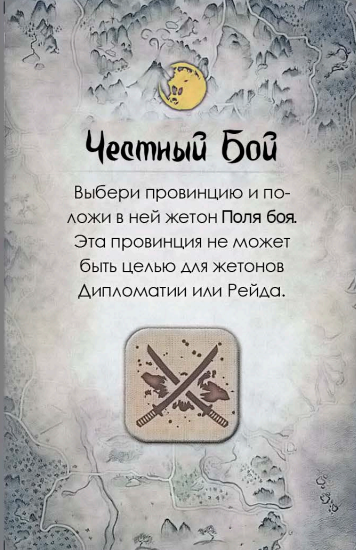 Честный Бой
Выбери провинцию и по-
ложи в ней жетон Поля боя.
Эта провинция не может
быть целью для жетонов
Дипломатии или Рейда.